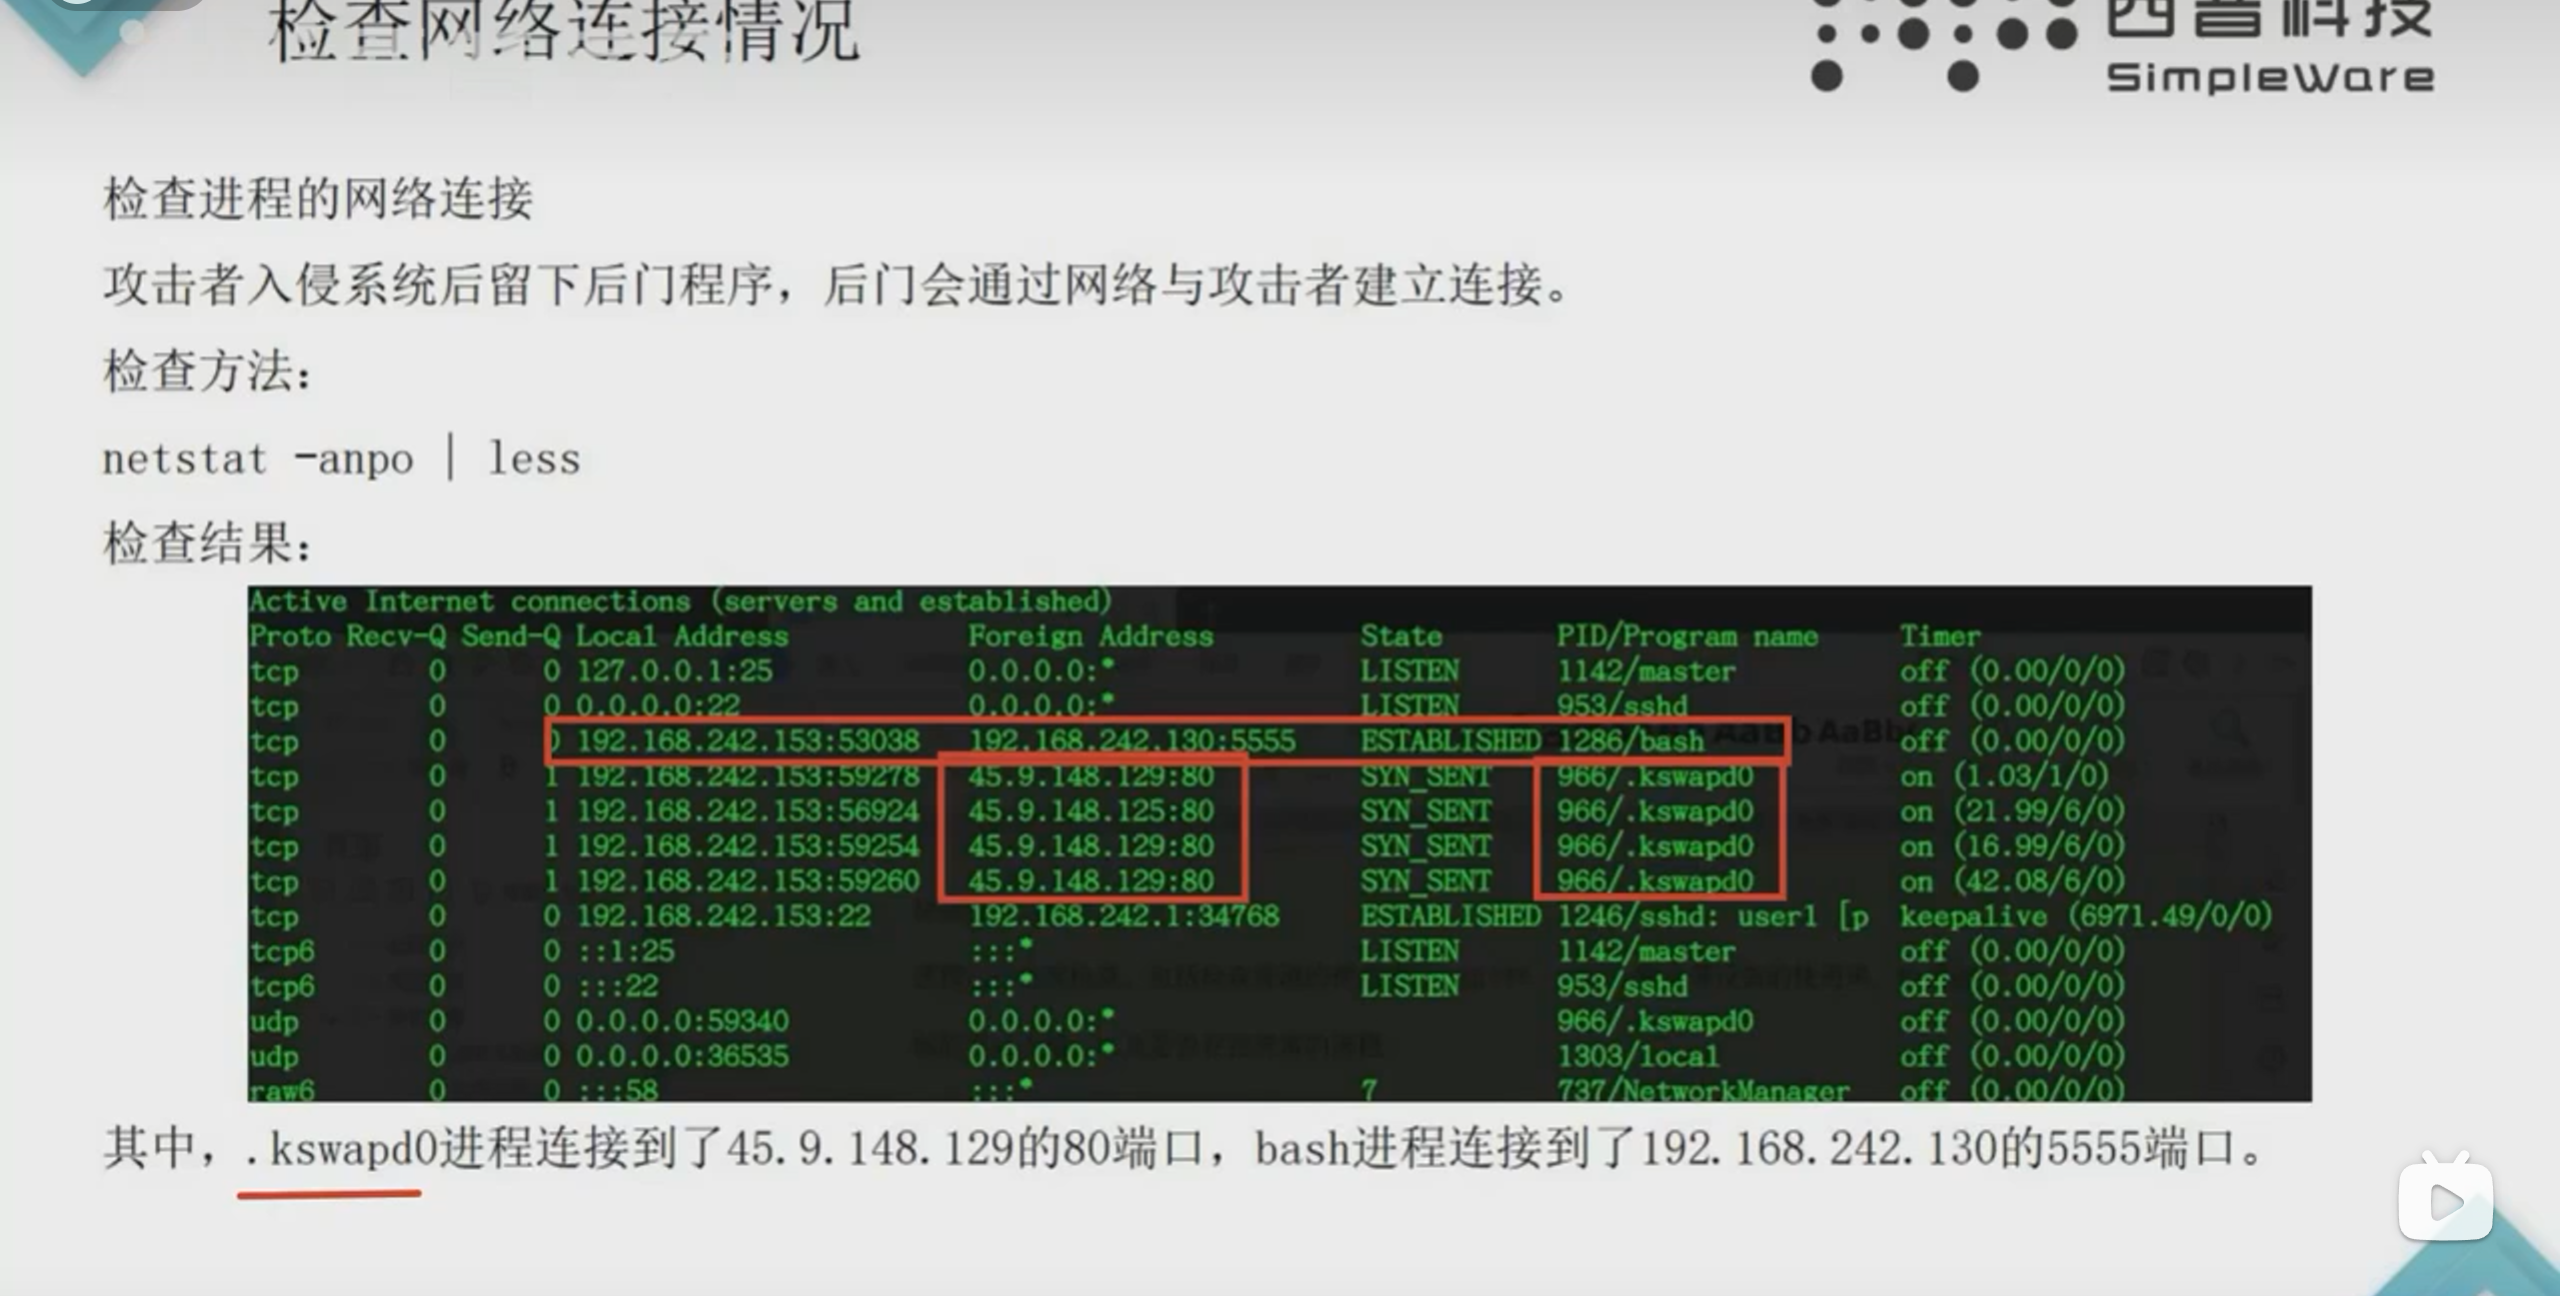 检查网络连接情况
西普科技
SimpleWare
检查进程的网络连接
攻击者入侵系统后留下后门程序，后门会通过网络与攻击者建立连接。
检查方法：
netstat -anpo | less
检查结果：
Active Internet connections (servers and established)
Proto Recv-Q Send-Q Local Address Foreign Address State PID/Program name Timer
tcp 0 0 127.0.0.1:25 0.0.0.0:* LISTEN 1142/master off (0.00/0/0)
tcp 0 0 0.0.0.0:22 0.0.0.0:* LISTEN 953/sshd off (0.00/0/0)
tcp 0 0 192.168.242.153:53038 192.168.242.130:5555 ESTABLISHED 1286/bash off (0.00/0/0)
tcp 0 1 192.168.242.153:59278 45.9.148.129:80 SYN_SENT 966/.kswapd0 on (1.03/1/0)
tcp 0 1 192.168.242.153:56924 45.9.148.125:80 SYN_SENT 966/.kswapd0 on (21.99/6/0)
tcp 0 1 192.168.242.153:59254 45.9.148.129:80 SYN_SENT 966/.kswapd0 on (16.99/6/0)
tcp 0 1 192.168.242.153:59260 45.9.148.129:80 SYN_SENT 966/.kswapd0 on (42.08/6/0)
tcp 0 0 192.168.242.153:22 192.168.242.1:34768 ESTABLISHED 1246/sshd: user1 [p keepalive (6971.49/0/0)
tcp6 0 0 ::1:25 :::* LISTEN 1142/master off (0.00/0/0)
tcp6 0 0 :::22 :::* LISTEN 953/sshd off (0.00/0/0)
udp 0 0 0.0.0.0:59340 0.0.0.0:* 966/.kswapd0 off (0.00/0/0)
udp 0 0 0.0.0.0:36535 0.0.0.0:* 1303/local off (0.00/0/0)
raw6 0 0 :::58 :::* 7 737/NetworkManager off (0.00/0/0)
其中，.kswapd0进程连接到了45.9.148.129的80端口，bash进程连接到了192.168.242.130的5555端口。